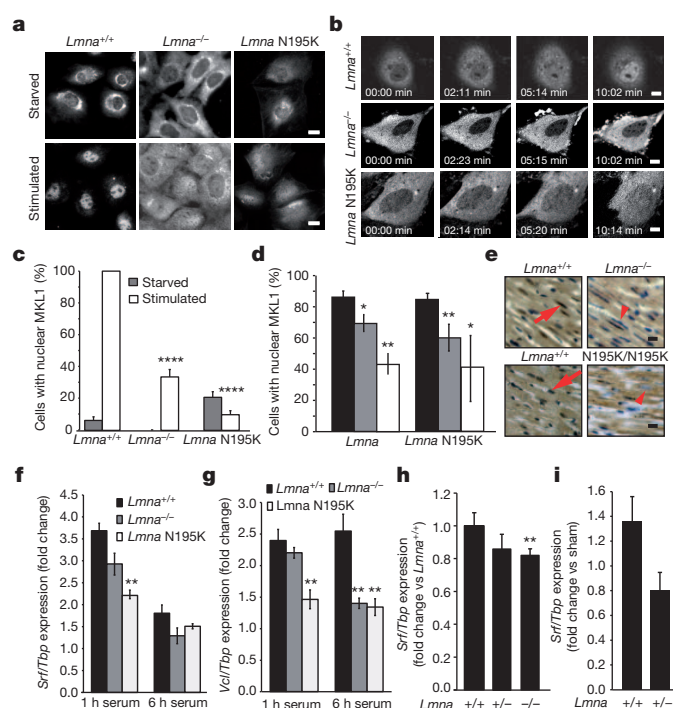 a
Lmna+/+ Lmna−/− Lmna N195K
Starved
Stimulated
b
Lmna+/+
00:00 min 02:11 min 05:14 min 10:02 min
Lmna−/−
00:00 min 02:23 min 05:15 min 10:02 min
Lmna N195K
00:00 min 02:14 min 05:20 min 10:14 min
c
Cells with nuclear MKL1 (%)
100
80
60
40
20
0
Starved
Stimulated
****
****
Lmna+/+ Lmna−/− Lmna N195K
d
Cells with nuclear MKL1 (%)
100
80
60
40
20
0
* ** ** *
Lmna Lmna N195K
e
Lmna+/+ Lmna−/−
Lmna+/+ N195K/N195K
f
Srf/Tbp expression (fold change)
4.5
4.0
3.5
3.0
2.5
2.0
1.5
1.0
0.5
0.0
Lmna+/+
Lmna−/−
Lmna N195K
**
1 h serum 6 h serum
g
Vcl/Tbp expression (fold change)
3.0
2.5
2.0
1.5
1.0
0.5
0.0
Lmna+/+ Lmna−/−
Lmna N195K
** ** **
1 h serum 6 h serum
h
Srf/Tbp expression
(fold change vs Lmna+/+)
1.2
1.0
0.8
0.6
0.4
0.2
0.0
**
Lmna +/+ +/− −/−
i
Srf/Tbp expression
(fold change vs sham)
1.6
1.4
1.2
1.0
0.8
0.6
0.4
0.2
0.0
Lmna +/+ +/−